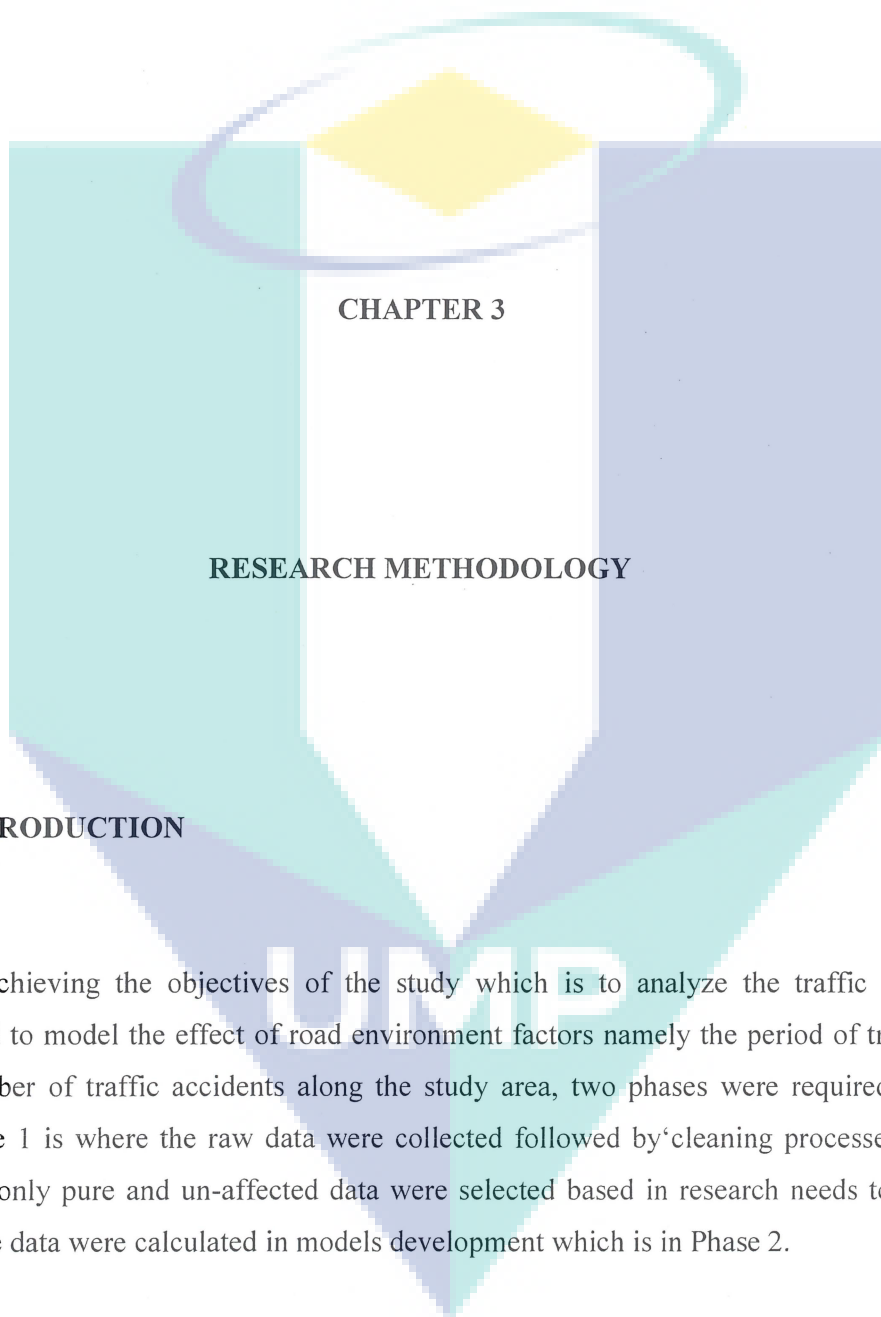 CHAPTER 3
RESEARCH METHODOLOGY
RODUCTION
chieving the objectives of the study which is to analyze the traffic
to model the effect of road environment factors namely the period of tr
ber of traffic accidents along the study area, two phases were required
e 1 is where the raw data were collected followed by‘cleaning processe
only pure and un-affected data were selected based in research needs to
e data were calculated in models development which is in Phase 2.
UMP